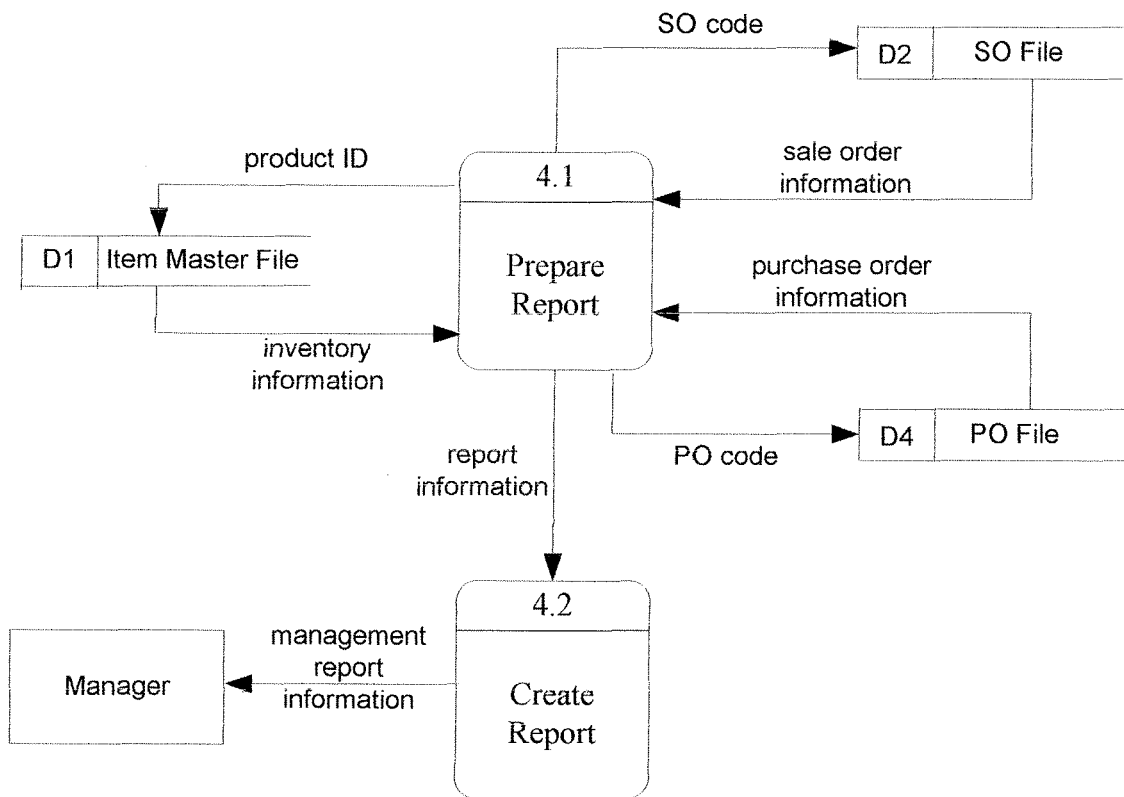 SO code
D2 SO File
product ID
4.1
sale order
information
D1 Item Master File
Prepare
Report
purchase order
information
inventory
information
D4 PO File
PO code
report
information
4.2
management
report
information
Manager
Create
Report